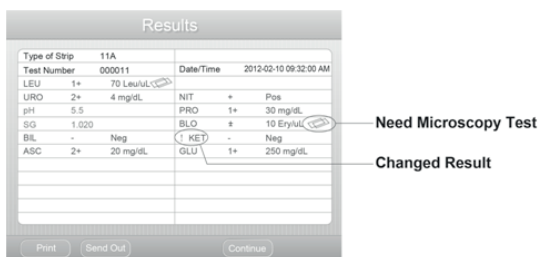 Results
Type of Strip 11A
Test Number 000011 Date/Time 2012-02-10 09:32:00 AM
LEU 1+ 70 Leu/uL
URO 2+ 4 mg/dL NIT + Pos
pH 5.5 PRO 1+ 30 mg/dL
SG 1.020 BLO ± 10 Ery/uL Need Microscopy Test
BIL - Neg ! KET - Neg
ASC 2+ 20 mg/dL GLU 1+ 250 mg/dL
Changed Result
Print Send Out Continue